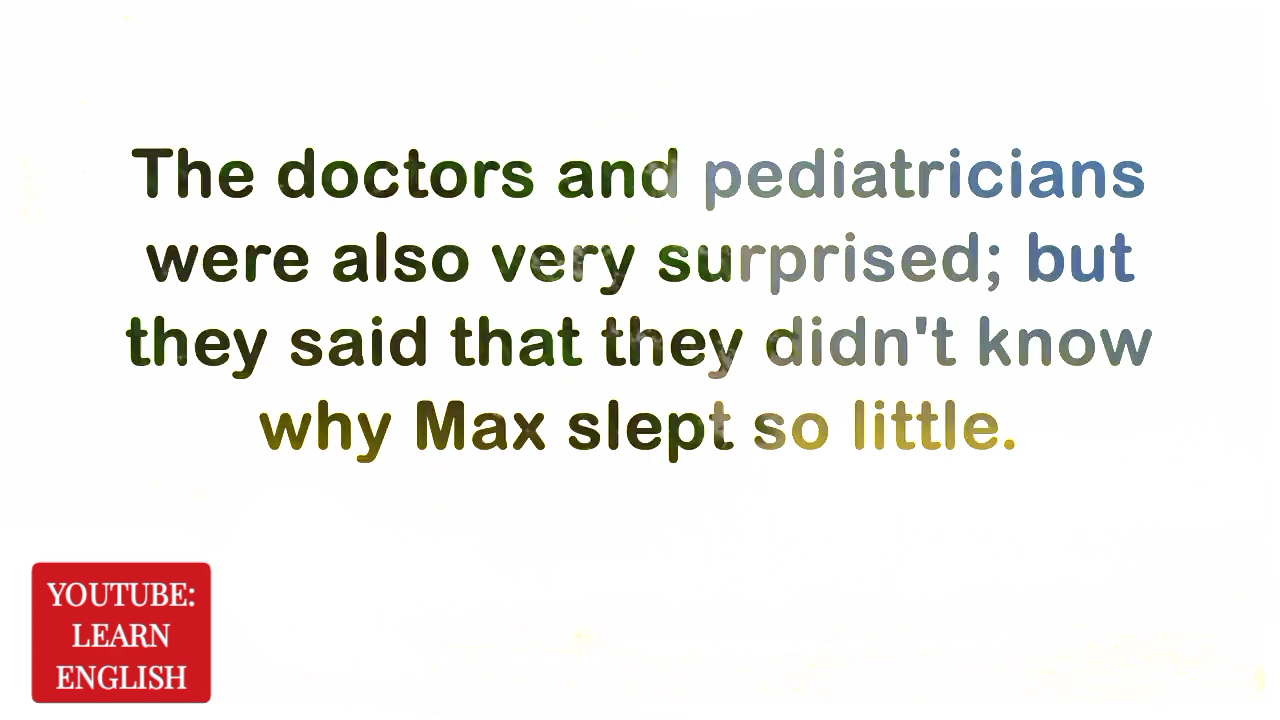 The doctors and pediatricians
were also very surprised; but
they said that they didn't know
why Max slept so little.
YOUTUBE:
LEARN
ENGLISH